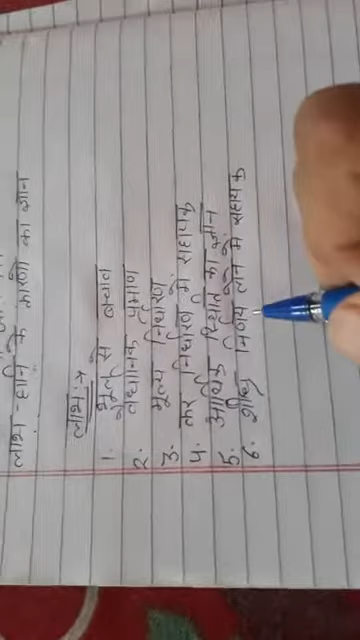 लाभ - हानि के कारणों का ज्ञान
लाभ :→
1. भूल से बचाव
2. वैधानिक प्रमाण
3. मूल्य निर्धारण
4. कर निर्धारण में सहायक
5. आर्थिक स्थिति का ज्ञान
6. शीघ्र निर्णय लेने में सहायक